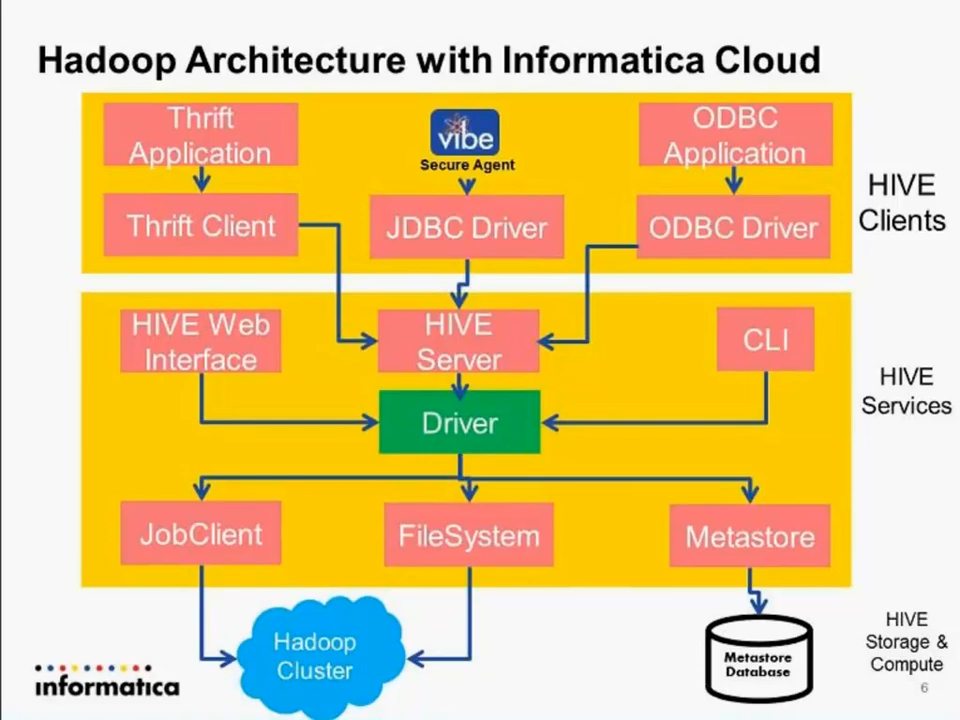 Hadoop Architecture with Informatica Cloud
Thrift
Application
vibe
Secure Agent
ODBC
Application
Thrift Client
JDBC Driver
ODBC Driver
HIVE
Clients
HIVE Web
Interface
HIVE
Server
CLI
HIVE
Services
Driver
JobClient
FileSystem
Metastore
Hadoop
Cluster
Metastore
Database
HIVE
Storage &
Compute
informatica
6